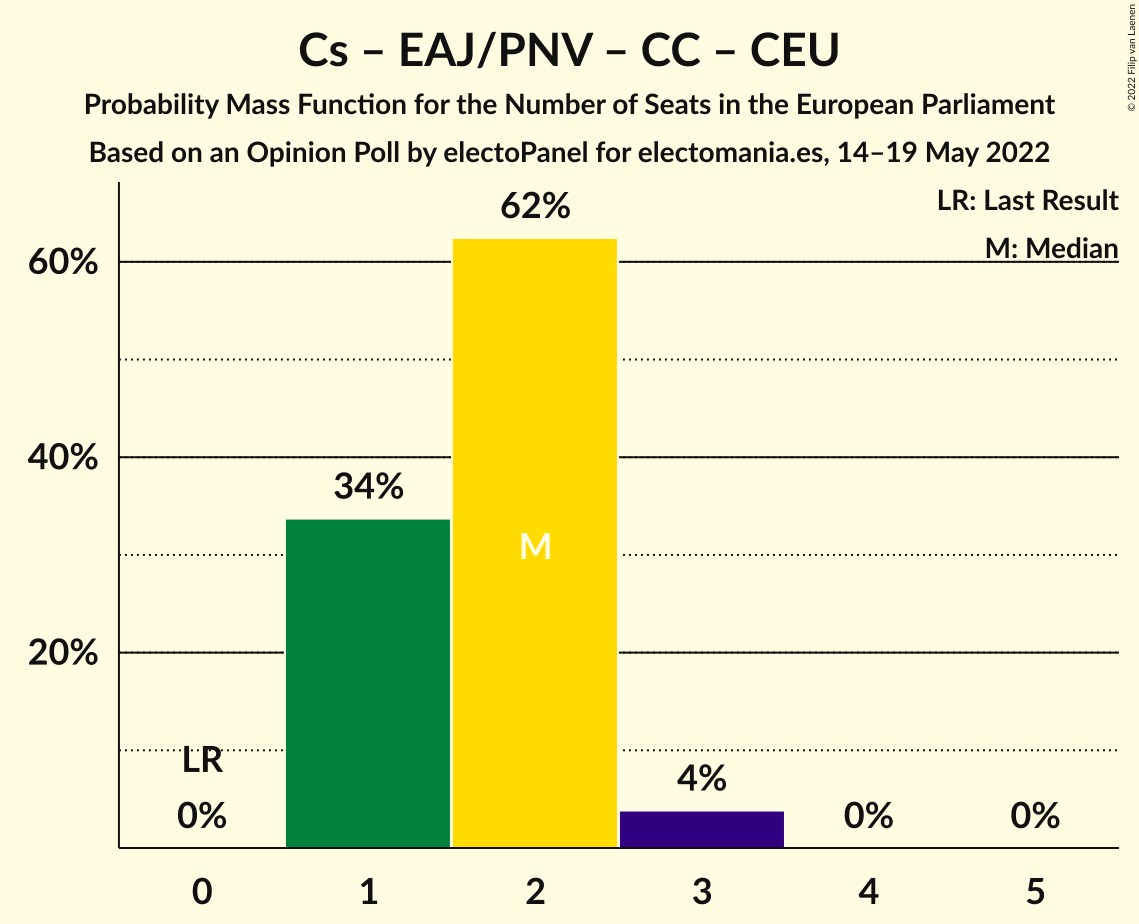 Cs – EAJ/PNV – CC – CEU
Probability Mass Function for the Number of Seats in the European Parliament
Based on an Opinion Poll by electoPanel for electomania.es, 14–19 May 2022
© 2022 Filip van Laenen
LR: Last Result
M: Median
62%
60%
40%
34%
M
20%
LR
0%
4%
0%
0%
0 1 2 3 4 5